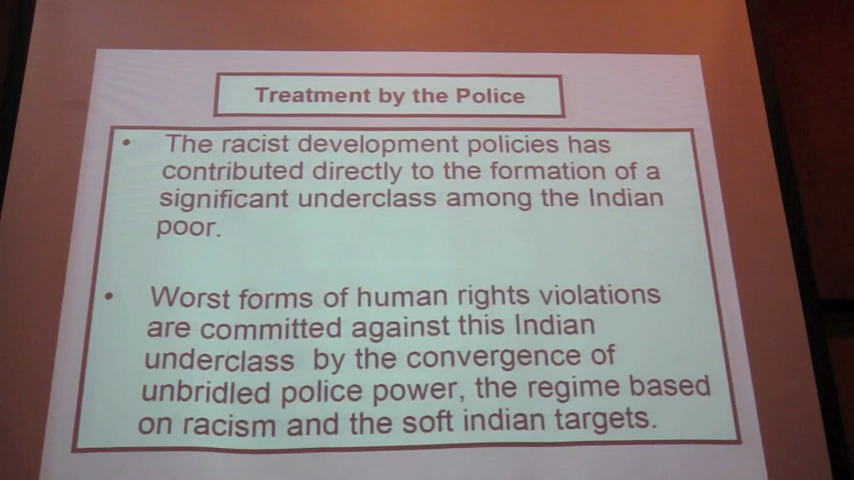 Treatment by the Police
• The racist development policies has
contributed directly to the formation of a
significant underclass among the Indian
poor.
• Worst forms of human rights violations
are committed against this Indian
underclass by the convergence of
unbridled police power, the regime based
on racism and the soft indian targets.